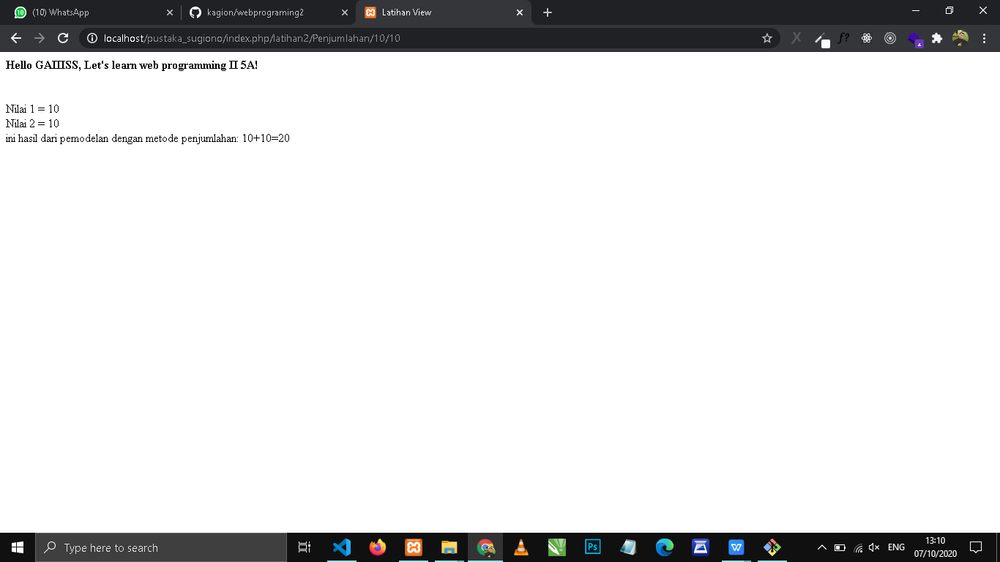 (10) WhatsApp
kagion/webprograming2
Latihan View
localhost/pustaka_sugiono/index.php/latihan2/Penjumlahan/10/10
Hello GAIIISS, Let's learn web programming II 5A!
Nilai 1 = 10
Nilai 2 = 10
ini hasil dari pemodelan dengan metode penjumlahan: 10+10=20
Type here to search
Ps
ENG
13:10
07/10/2020